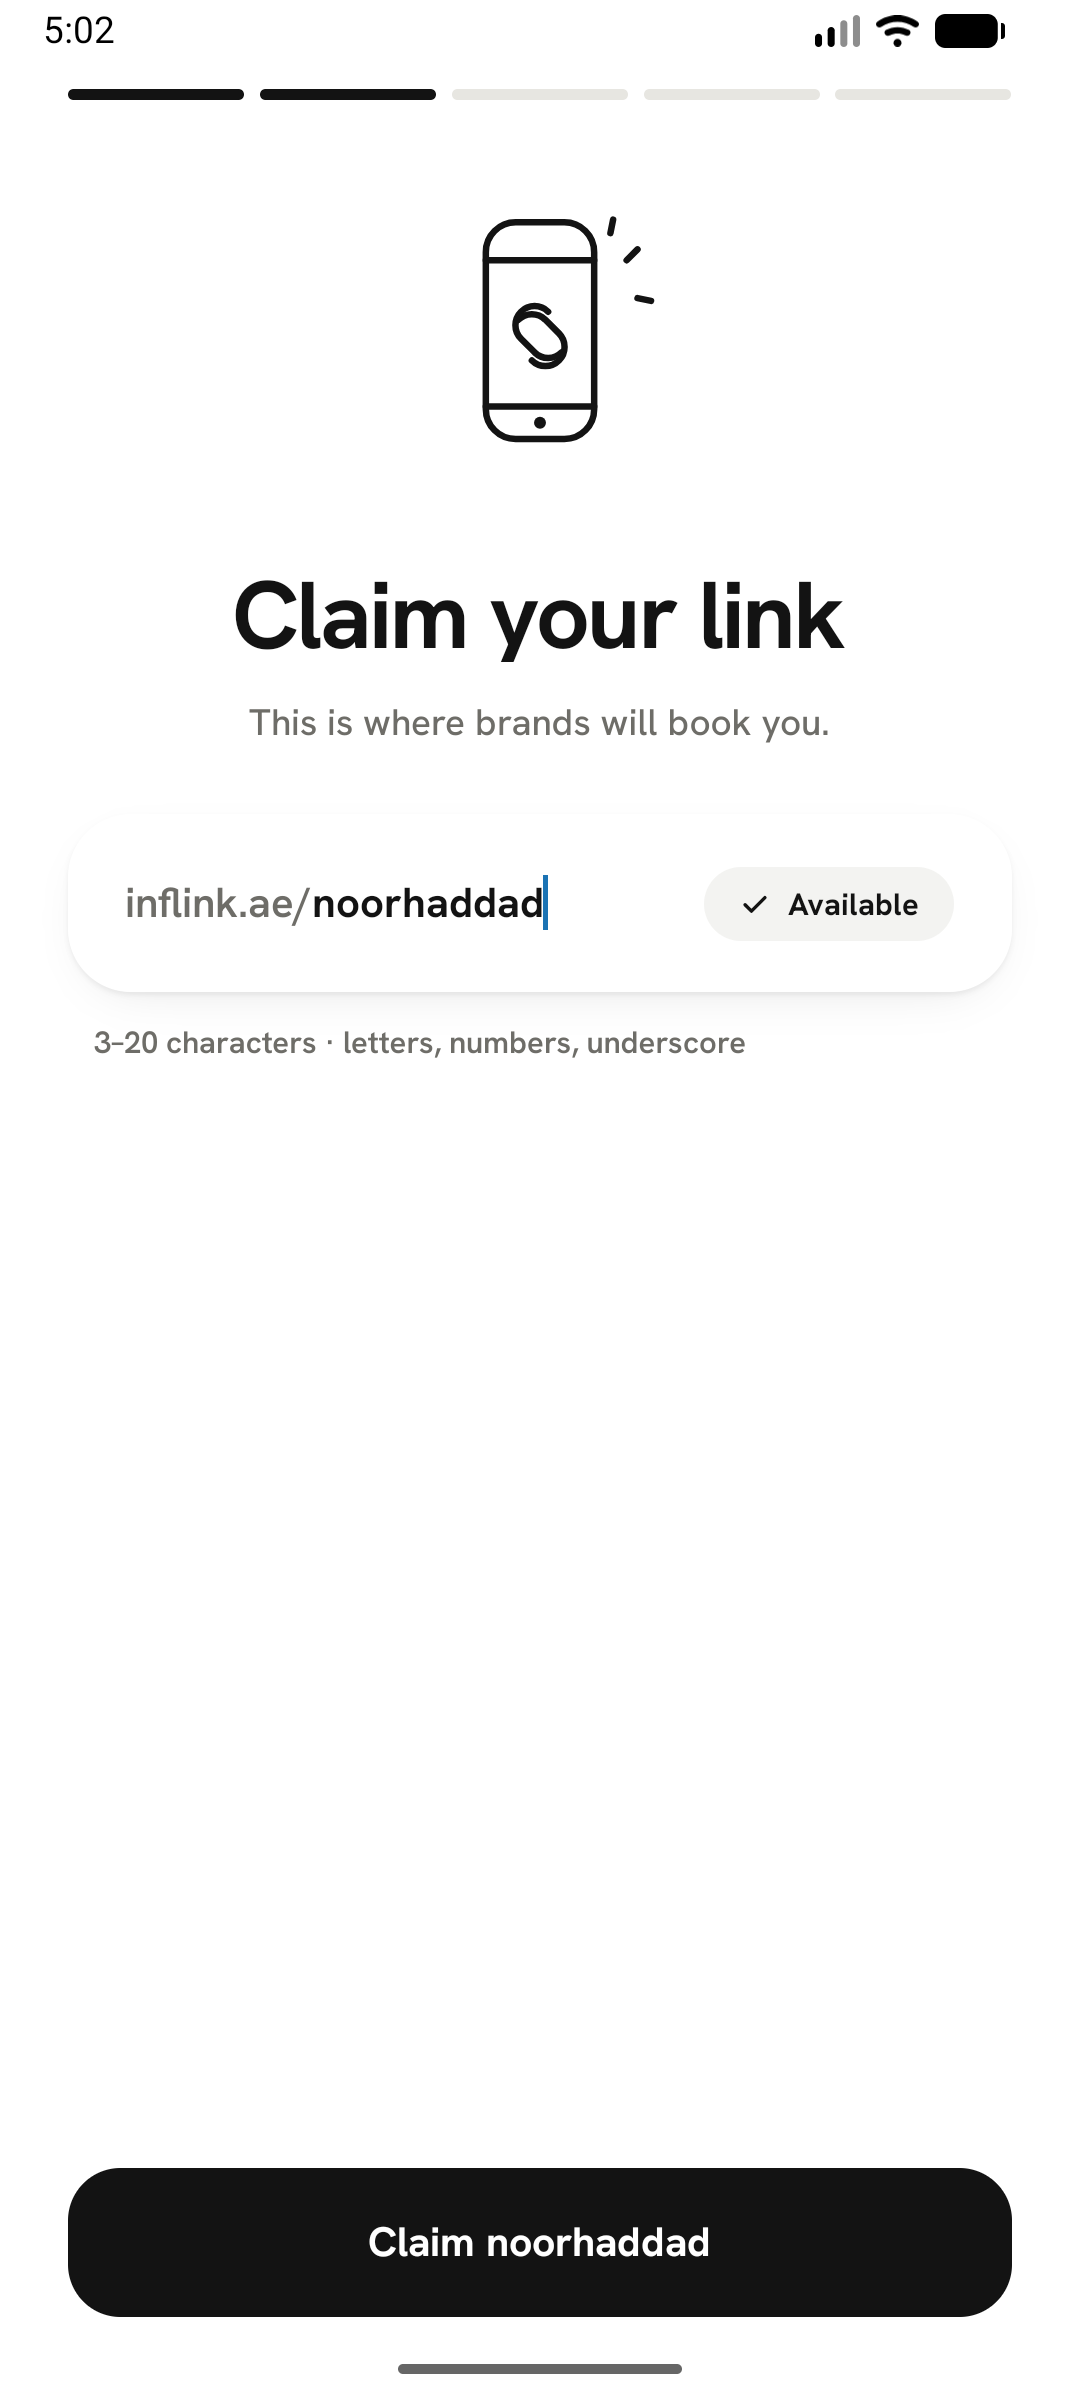 5:02
Claim your link
This is where brands will book you.
inflink.ae/noorhaddad
Available
3–20 characters · letters, numbers, underscore
Claim noorhaddad